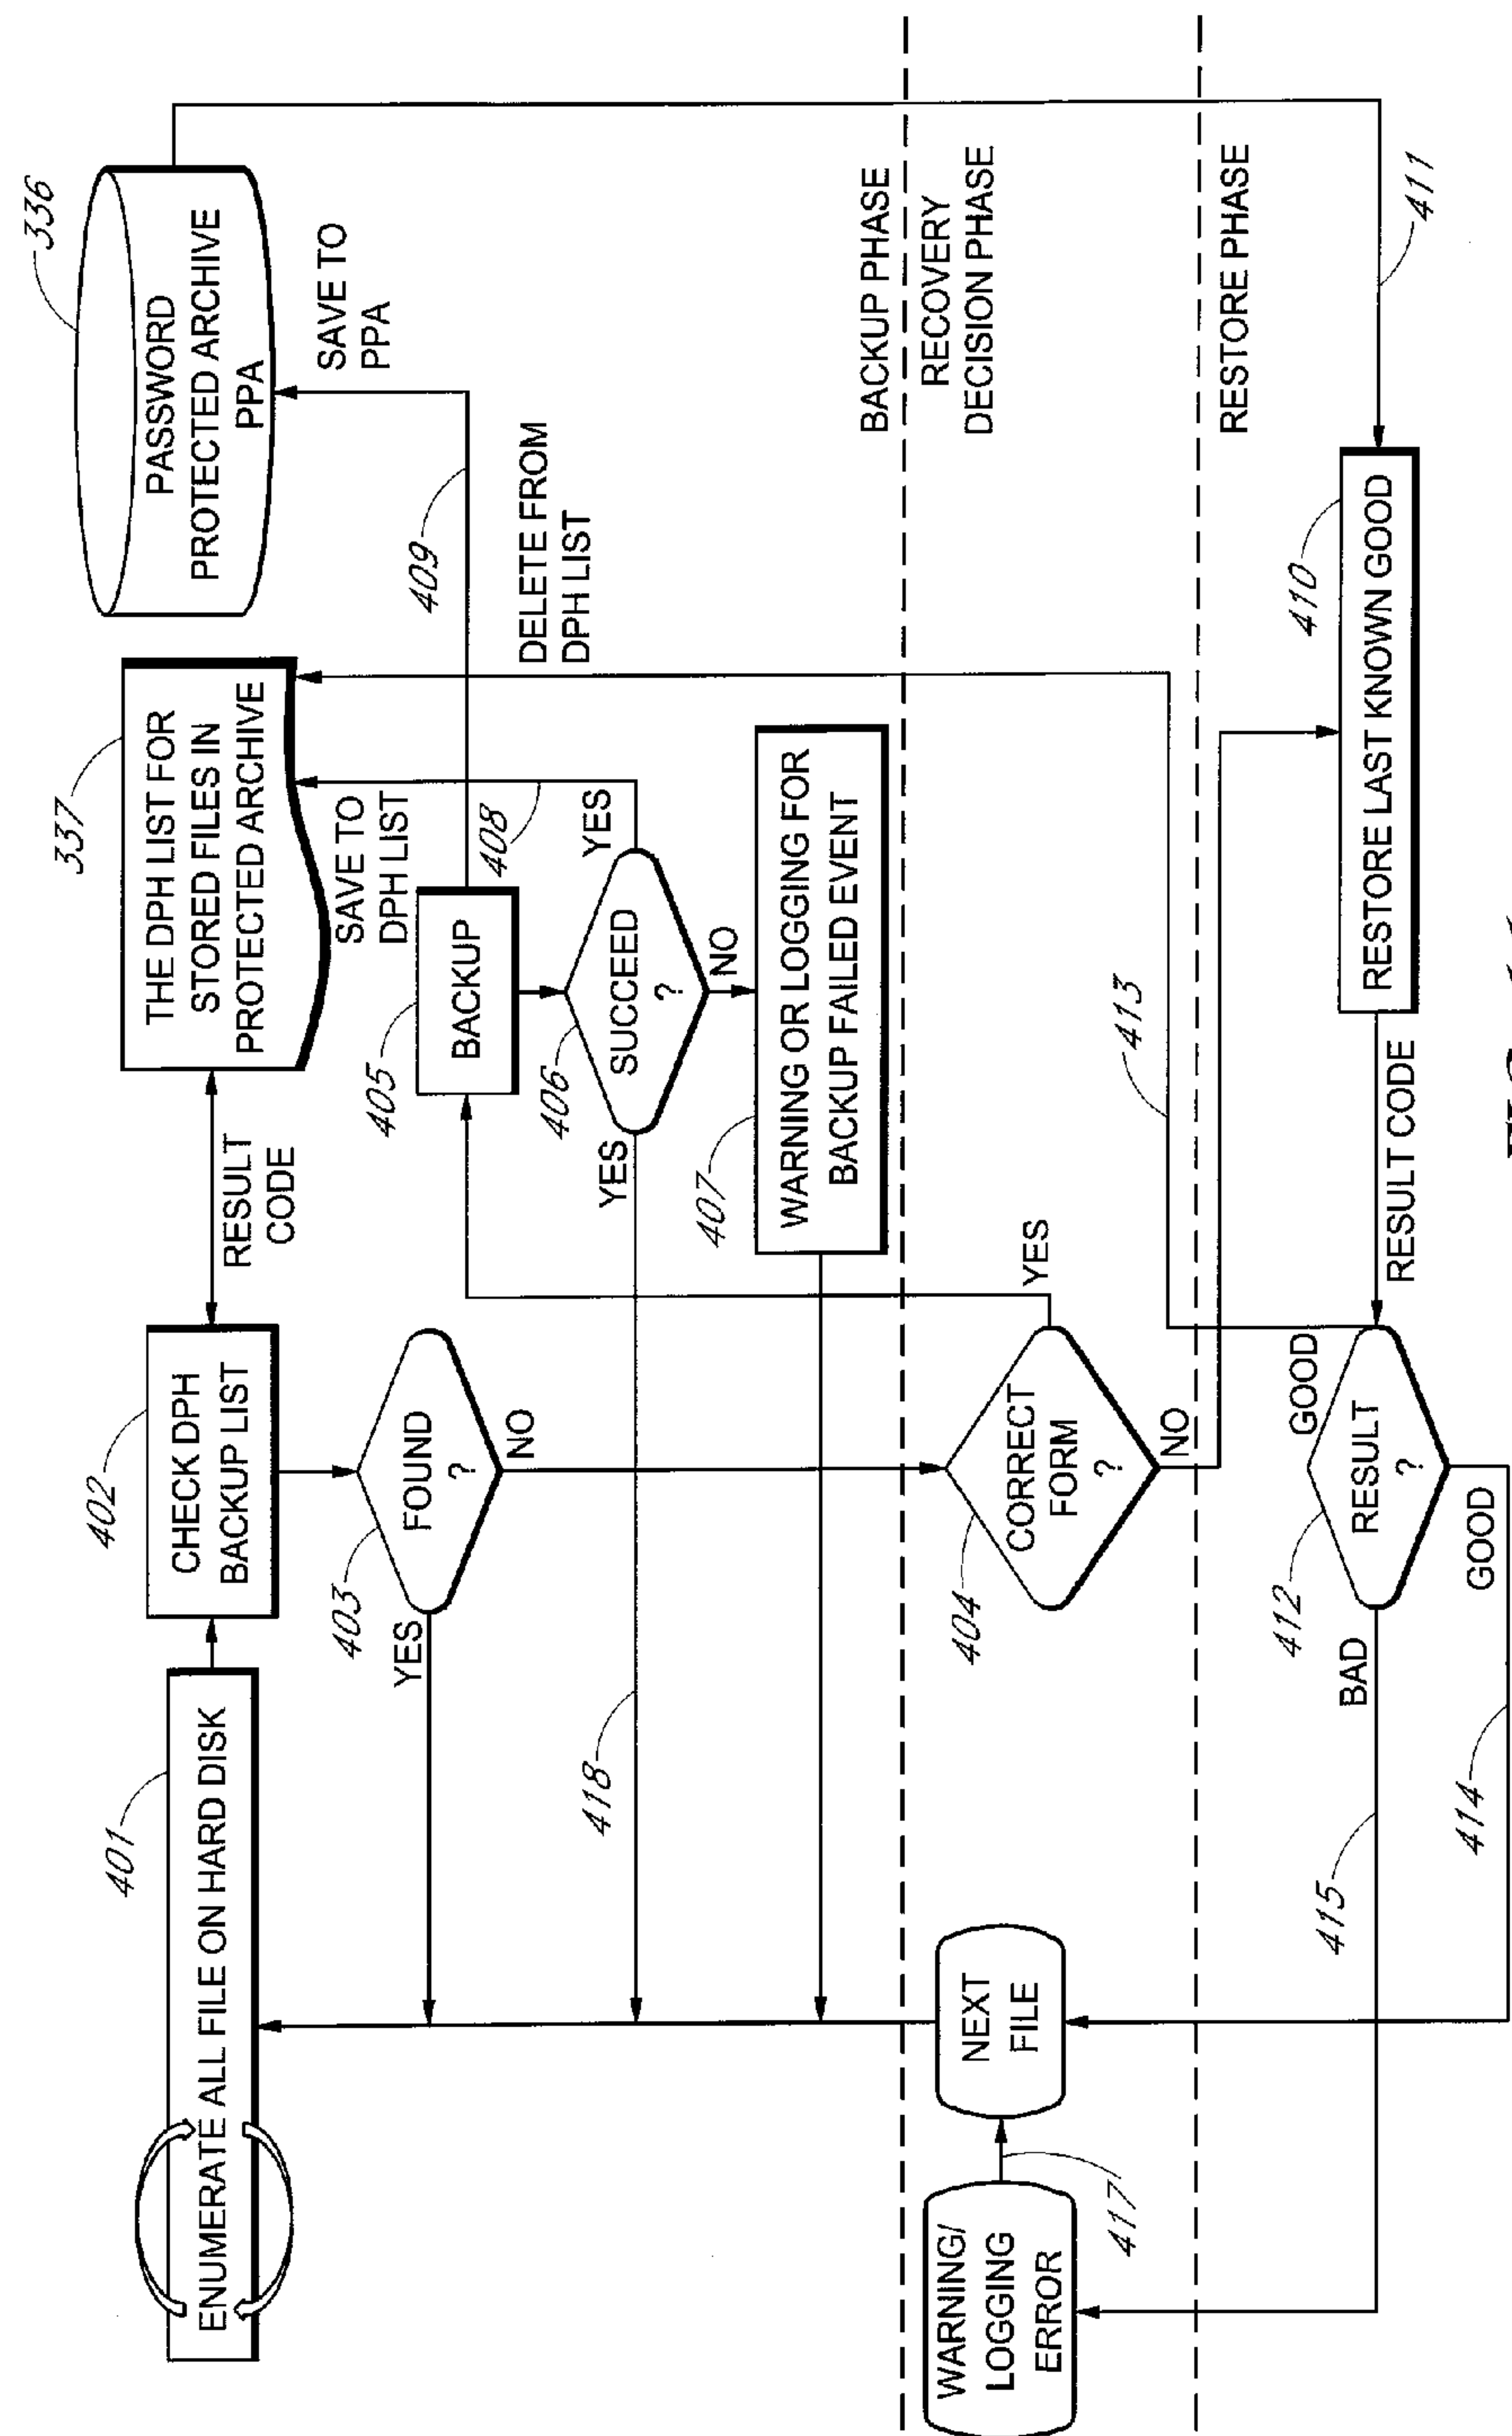 401
ENUMERATE ALL FILE ON HARD DISK
402
CHECK DPH
BACKUP LIST
RESULT
CODE
337
THE DPH LIST FOR
STORED FILES IN
PROTECTED ARCHIVE
336
PASSWORD
PROTECTED ARCHIVE
PPA
403
FOUND
?
YES
NO
SAVE TO
DPH LIST
405
BACKUP
408
409
SAVE TO
PPA
406
SUCCEED
?
YES
YES
NO
DELETE FROM
DPH LIST
418
407
WARNING OR LOGGING FOR
BACKUP FAILED EVENT
BACKUP PHASE
RECOVERY
DECISION PHASE
WARNING/
LOGGING
ERROR
417
NEXT
FILE
404
CORRECT
FORM
?
YES
NO
413
RESTORE PHASE
415
BAD
412
RESULT
?
GOOD
GOOD
414
RESULT CODE
410
RESTORE LAST KNOWN GOOD
411